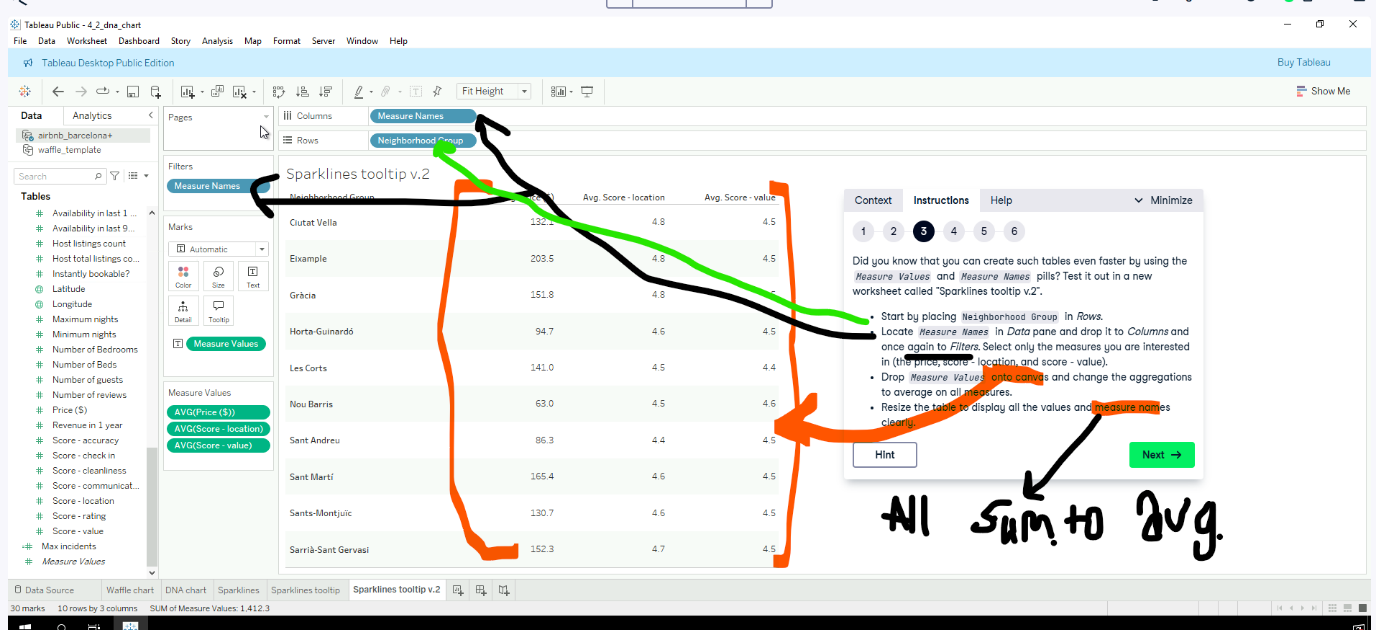 Tableau Public - 4_2_dna_chart
File Data Worksheet Dashboard Story Analysis Map Format Server Window Help
Tableau Desktop Public Edition Buy Tableau
Fit Height Show Me
Data Analytics
airbnb_barcelona+
waffle_template
Search
Tables
Availability in last 1 ...
Availability in last 9...
Host listings count
Host total listings co...
Instantly bookable?
Latitude
Longitude
Maximum nights
Minimum nights
Number of Bedrooms
Number of Beds
Number of guests
Number of reviews
Price ($)
Revenue in 1 year
Score - accuracy
Score - check in
Score - cleanliness
Score - communicat...
Score - location
Score - rating
Score - value
Max incidents
Measure Values
Pages
Filters
Measure Names
Marks
Automatic
Color Size Text
Detail Tooltip
Measure Values
Measure Values
AVG(Price ($))
AVG(Score - location)
AVG(Score - value)
Columns Measure Names
Rows Neighborhood Group
Sparklines tooltip v.2
Neighborhood Group Avg. Score - location Avg. Score - value
Ciutat Vella 132.1 4.8 4.5
Eixample 203.5 4.8 4.5
Gràcia 151.8 4.8 4.5
Horta-Guinardó 94.7 4.6 4.5
Les Corts 141.0 4.5 4.4
Nou Barris 63.0 4.5 4.6
Sant Andreu 86.3 4.4 4.5
Sant Martí 165.4 4.6 4.5
Sants-Montjuïc 130.7 4.6 4.5
Sarrià-Sant Gervasi 152.3 4.7 4.5
Context Instructions Help Minimize
1 2 3 4 5 6
Did you know that you can create such tables even faster by using the
Measure Values and Measure Names pills? Test it out in a new
worksheet called "Sparklines tooltip v.2".
• Start by placing Neighborhood Group in Rows.
• Locate Measure Names in Data pane and drop it to Columns and
once again to Filters. Select only the measures you are interested
in (the price, score - location, and score - value).
• Drop Measure Values onto canvas and change the aggregations
to average on all measures.
• Resize the table to display all the values and measure names
clearly.
Hint Next →
All Sum to avg.
Data Source Waffle chart DNA chart Sparklines Sparklines tooltip Sparklines tooltip v.2
30 marks 10 rows by 3 columns SUM of Measure Values: 1,412.3